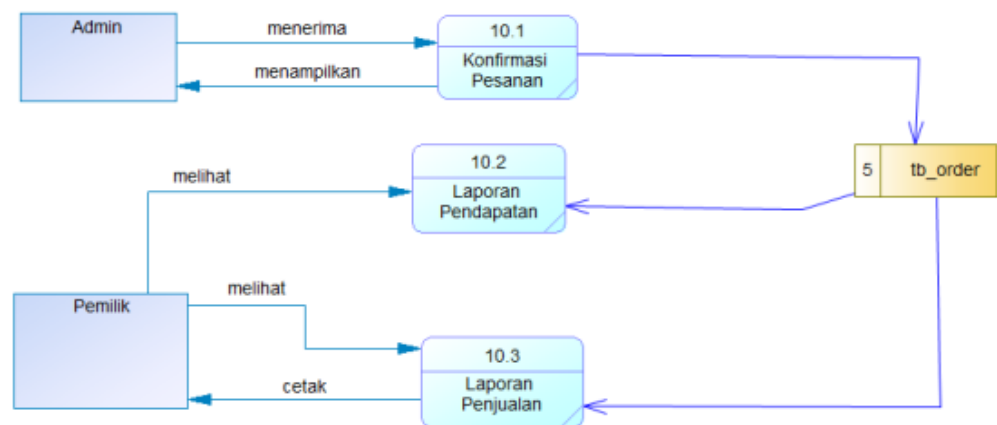 Admin
menerima
10.1
Konfirmasi
Pesanan
menampilkan
10.2
Laporan
Pendapatan
melihat
5
tb_order
Pemilik
melihat
10.3
Laporan
Penjualan
cetak